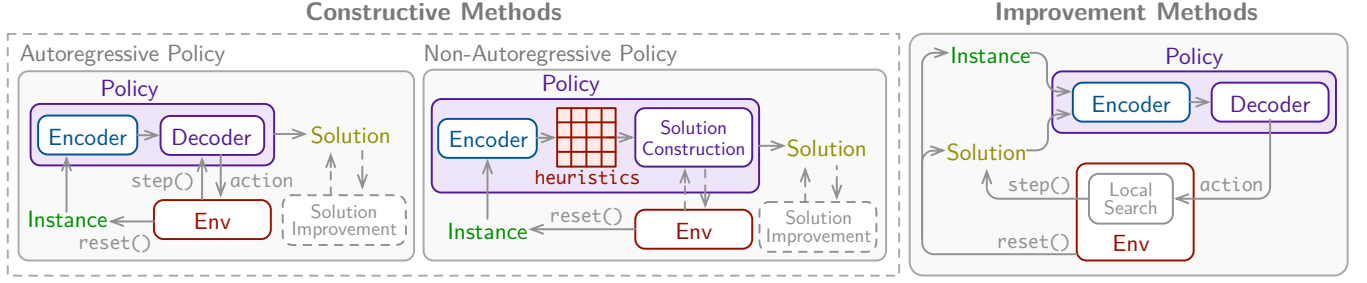 Constructive Methods
Autoregressive Policy
Policy
Encoder
Decoder
Solution
step()
action
Instance
reset()
Env
Solution
Improvement
Non-Autoregressive Policy
Policy
Encoder
heuristics
Solution
Construction
Solution
Instance
reset()
Env
Solution
Improvement
Improvement Methods
Instance
Policy
Encoder
Decoder
Solution
step()
Local
Search
action
reset()
Env